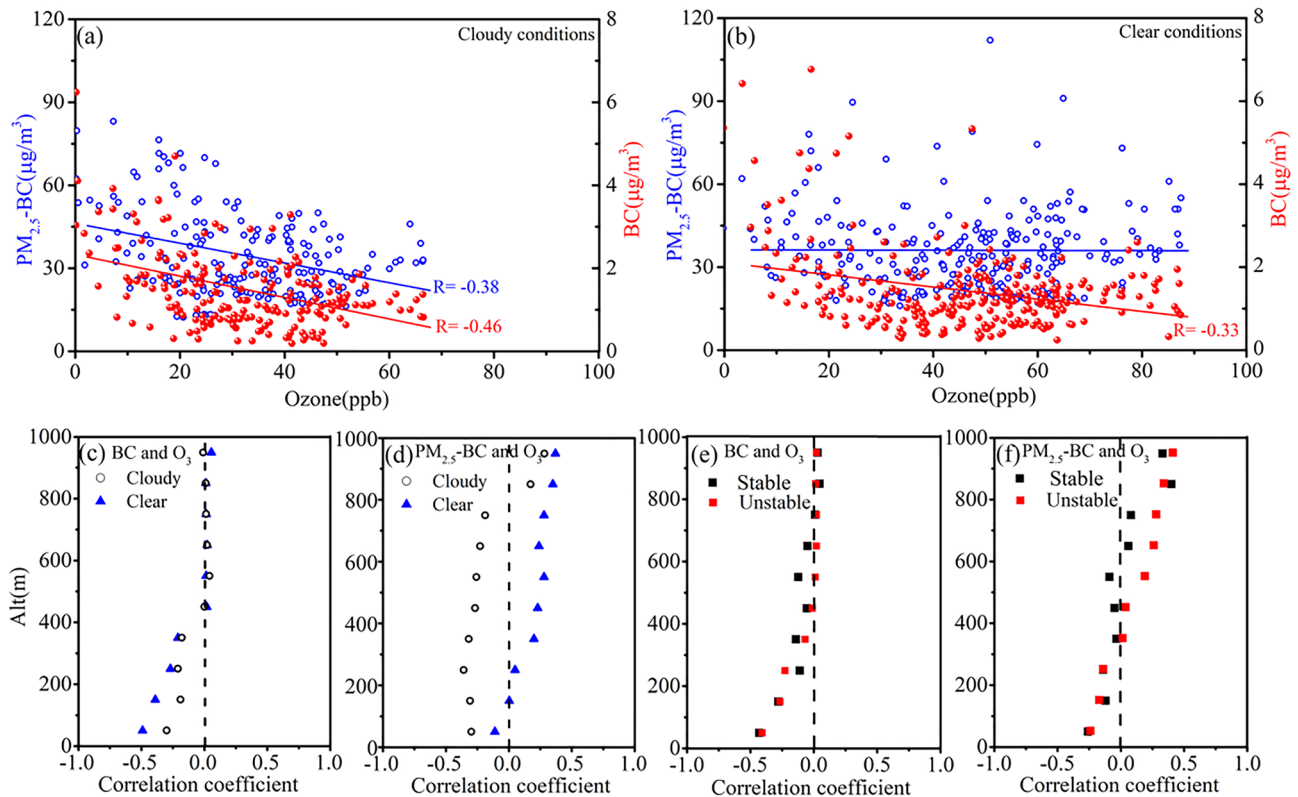 (a)
Cloudy conditions
120
90
60
30
0
PM2.5-BC(μg/m3)
8
6
4
2
0
BC(μg/m3)
R= -0.38
R= -0.46
0 20 40 60 80 100
Ozone(ppb)
(b)
Clear conditions
120
90
60
30
0
PM2.5-BC(μg/m3)
8
6
4
2
0
BC(μg/m3)
R= -0.33
0 20 40 60 80 100
Ozone(ppb)
(c) BC and O3
Cloudy
Clear
1000
800
600
400
200
0
Alt(m)
-1.0 -0.5 0.0 0.5 1.0
Correlation coefficient
(d) PM2.5-BC and O3
Cloudy
Clear
1000
800
600
400
200
0
-1.0 -0.5 0.0 0.5 1.0
Correlation coefficient
(e) BC and O3
Stable
Unstable
1000
800
600
400
200
0
-1.0 -0.5 0.0 0.5 1.0
Correlation coefficient
(f) PM2.5-BC and O3
Stable
Unstable
1000
800
600
400
200
0
-1.0 -0.5 0.0 0.5 1.0
Correlation coefficient